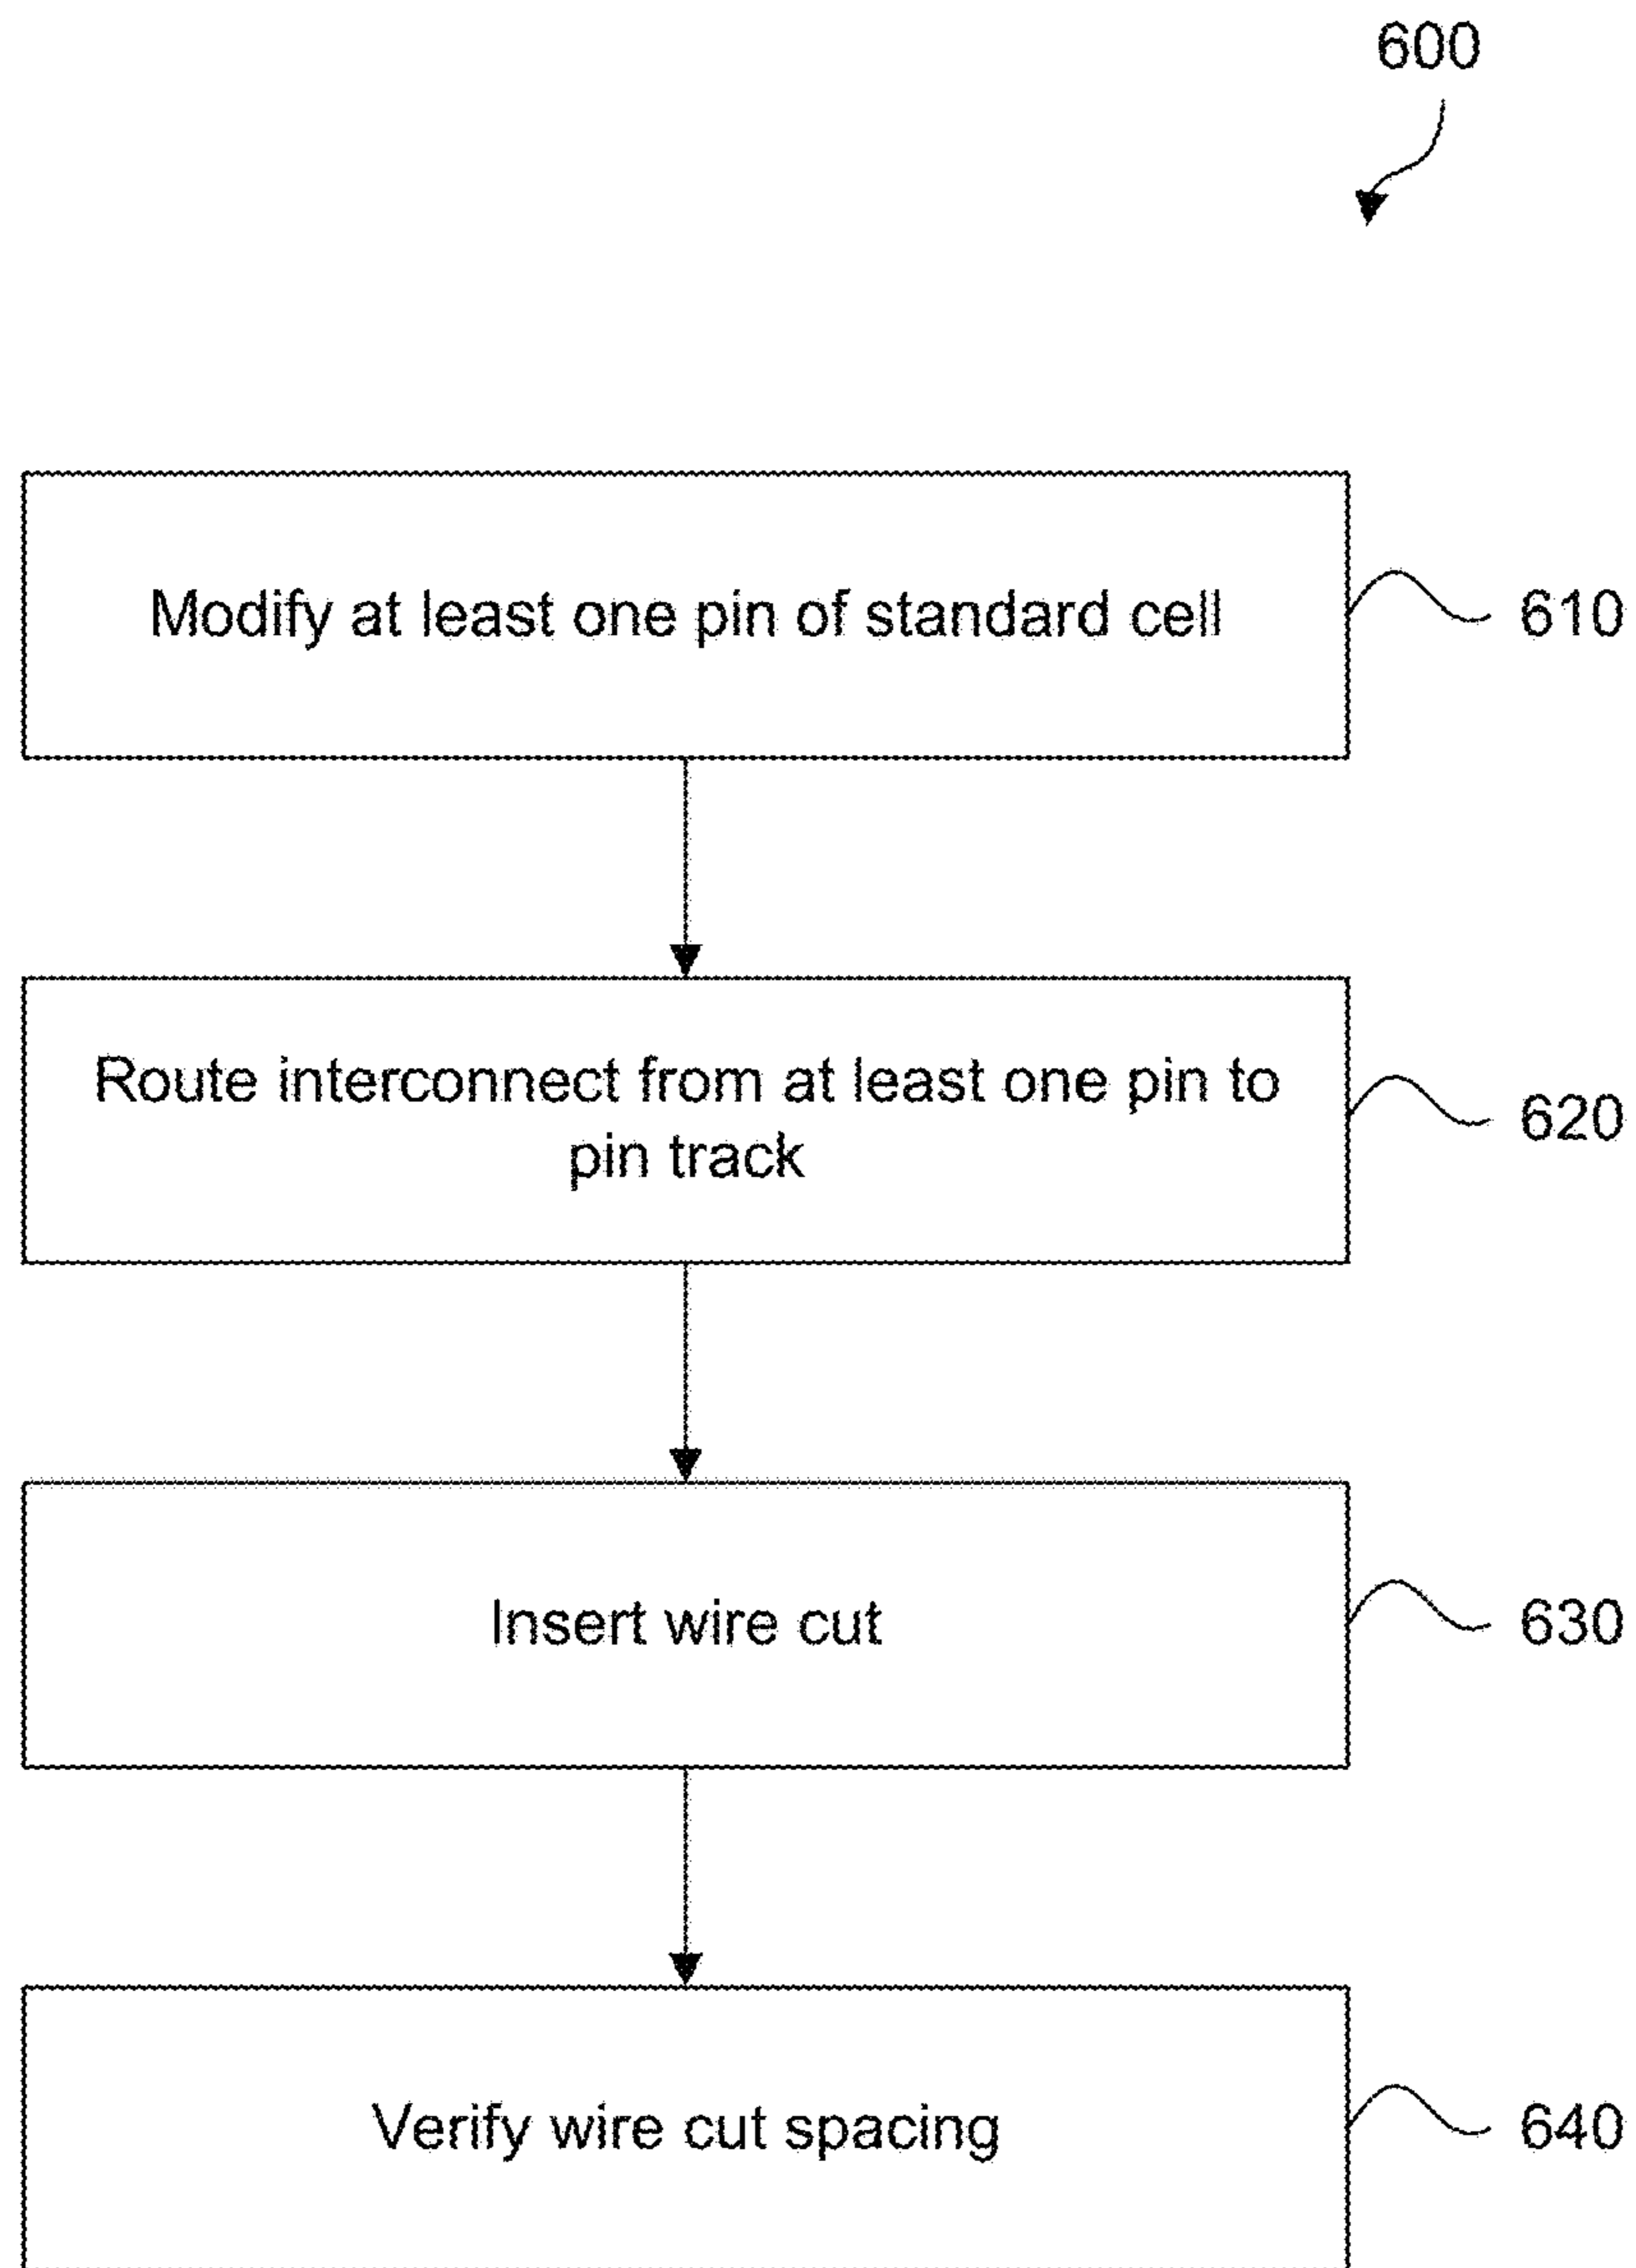 600
Modify at least one pin of standard cell
610
Route interconnect from at least one pin to
pin track
620
Insert wire cut
630
Verify wire cut spacing
640